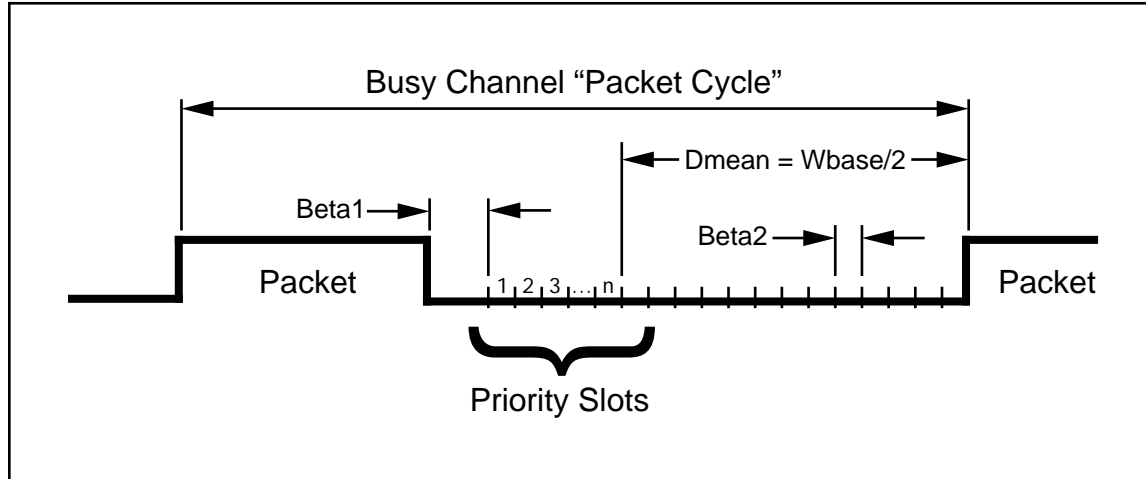 Busy Channel “Packet Cycle”
Dmean = Wbase/2
Beta1
Beta2
Packet
1 2 3 ... n
Packet
Priority Slots